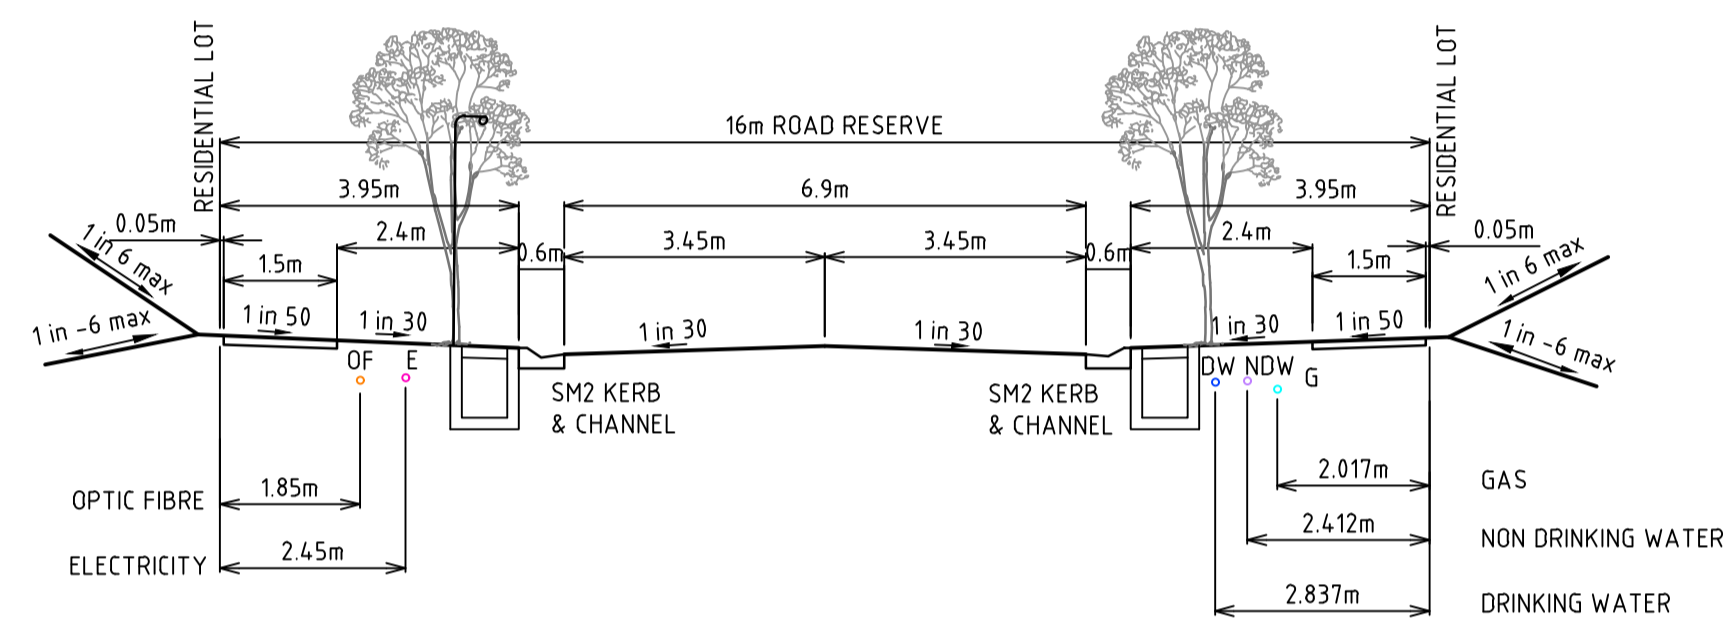 RESIDENTIAL LOT
RESIDENTIAL LOT
16m ROAD RESERVE
3.95m
6.9m
3.95m
0.05m
2.4m
3.45m
3.45m
2.4m
0.05m
0.6m
0.6m
1.5m
1.5m
1 in 6 max
1 in 6 max
1 in -6 max
1 in 50
1 in 30
1 in 30
1 in 30
1 in 30
1 in 50
1 in -6 max
OF
E
DW
NDW
G
SM2 KERB
& CHANNEL
SM2 KERB
& CHANNEL
OPTIC FIBRE
1.85m
2.017m
GAS
2.412m
NON DRINKING WATER
ELECTRICITY
2.45m
2.837m
DRINKING WATER